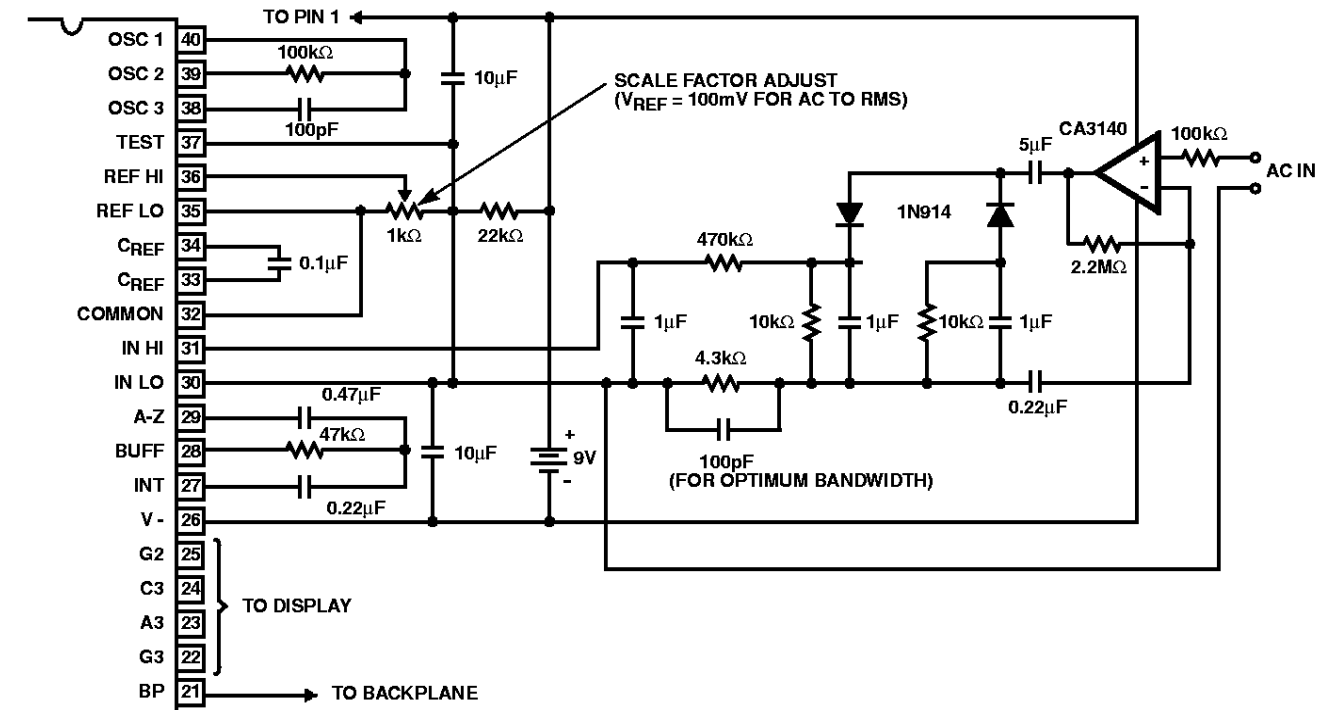 TO PIN 1
OSC 1 40
OSC 2 39
OSC 3 38
TEST 37
REF HI 36
REF LO 35
CREF 34
CREF 33
COMMON 32
IN HI 31
IN LO 30
A-Z 29
BUFF 28
INT 27
V - 26
G2 25
C3 24
A3 23
G3 22
BP 21
100kΩ
100pF
10µF
SCALE FACTOR ADJUST
(VREF = 100mV FOR AC TO RMS)
1kΩ
22kΩ
0.1µF
CA3140
100kΩ
+
-
AC IN
5µF
1N914
2.2MΩ
470kΩ
1µF
10kΩ
1µF
10kΩ
1µF
4.3kΩ
0.22µF
100pF
(FOR OPTIMUM BANDWIDTH)
0.47µF
47kΩ
0.22µF
10µF
+
9V
-
TO DISPLAY
TO BACKPLANE